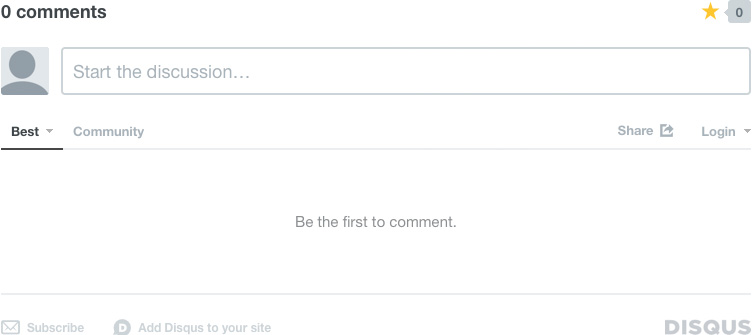 0 comments
0
Start the discussion…
Best Community Share Login
Be the first to comment.
Subscribe D Add Disqus to your site DISQUS